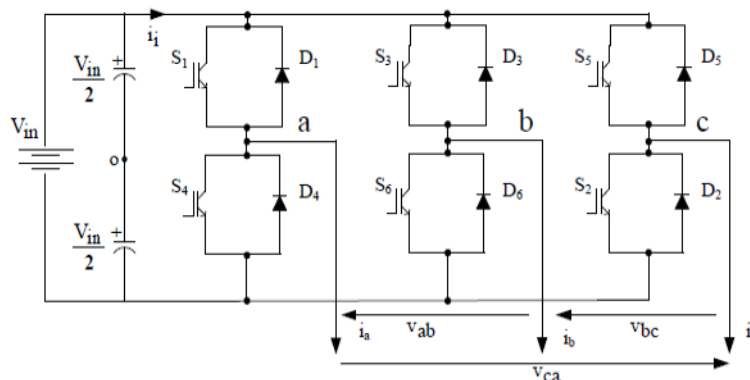 i_i
V_in/2 +
S_1 D_1
S_3 D_3
S_5 D_5
V_in
a
b
c
o
S_4 D_4
S_6 D_6
S_2 D_2
V_in/2 +
i_a
v_ab
i_b
v_bc
i
v_ca